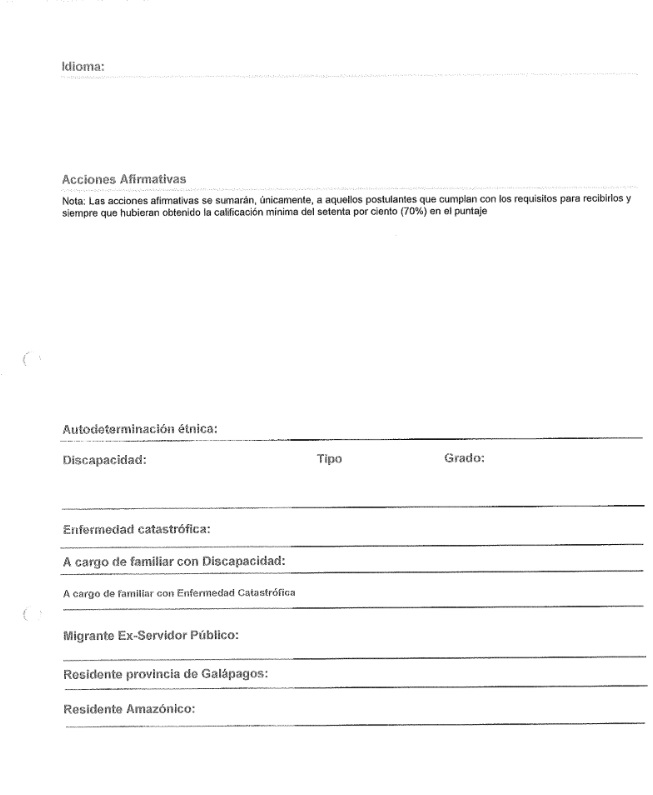 Idioma:
Acciones Afirmativas
Nota: Las acciones afirmativas se sumarán, únicamente, a aquellos postulantes que cumplan con los requisitos para recibirlos y
siempre que hubieran obtenido la calificación mínima del setenta por ciento (70%) en el puntaje
Autodeterminación étnica:
Discapacidad: Tipo Grado:
Enfermedad catastrófica:
A cargo de familiar con Discapacidad:
A cargo de familiar con Enfermedad Catastrófica
Migrante Ex-Servidor Público:
Residente provincia de Galápagos:
Residente Amazónico: